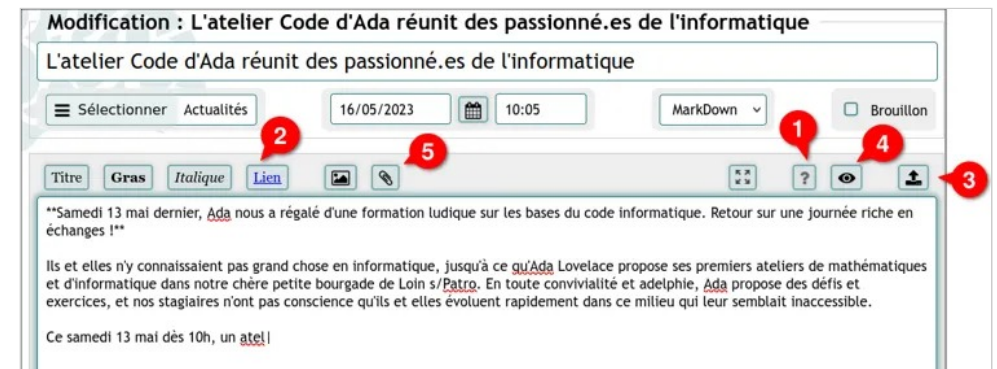 Modification : L'atelier Code d'Ada réunit des passionné.es de l'informatique
L'atelier Code d'Ada réunit des passionné.es de l'informatique
Sélectionner Actualités 16/05/2023 10:05 MarkDown Brouillon
2 5 1 4
Titre Gras Italique Lien ? 3
**Samedi 13 mai dernier, Ada nous a régalé d'une formation ludique sur les bases du code informatique. Retour sur une journée riche en
échanges !**
Ils et elles n'y connaissaient pas grand chose en informatique, jusqu'à ce qu'Ada Lovelace propose ses premiers ateliers de mathématiques
et d'informatique dans notre chère petite bourgade de Loin s/Patro. En toute convivialité et adelphie, Ada propose des défis et
exercices, et nos stagiaires n'ont pas conscience qu'ils et elles évoluent rapidement dans ce milieu qui leur semblait inaccessible.
Ce samedi 13 mai dès 10h, un atel